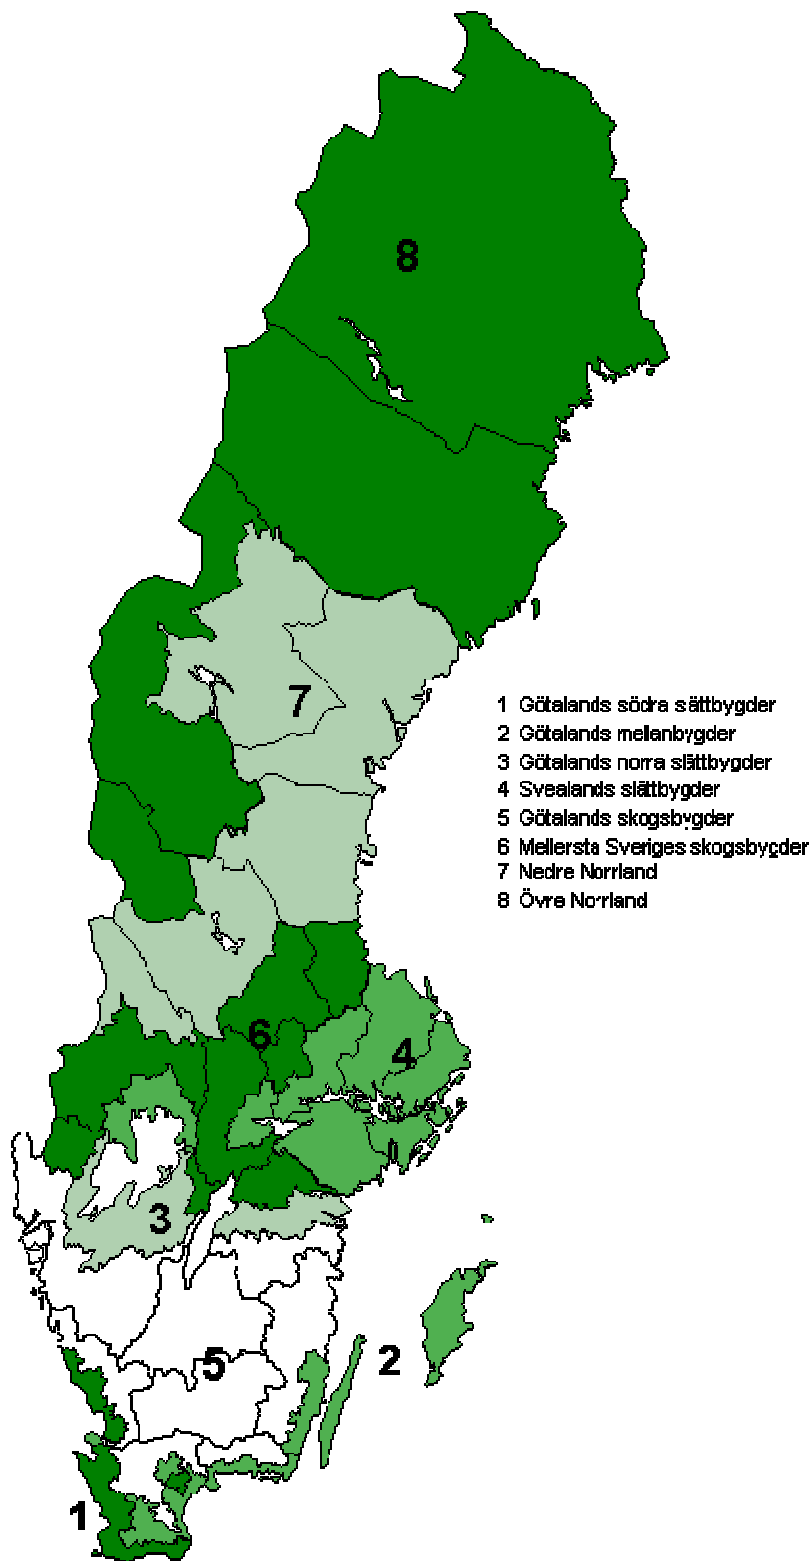 8
7
1 Götalands södra sättbygder
2 Götalands mellanbygder
3 Götalands norra slättbygder
4 Svealands slättbygder
5 Götalands skogsbygder
6 Mellersta Sveriges skogsbygder
7 Nedre Norrland
8 Övre Norrland
6
4
3
5
2
1